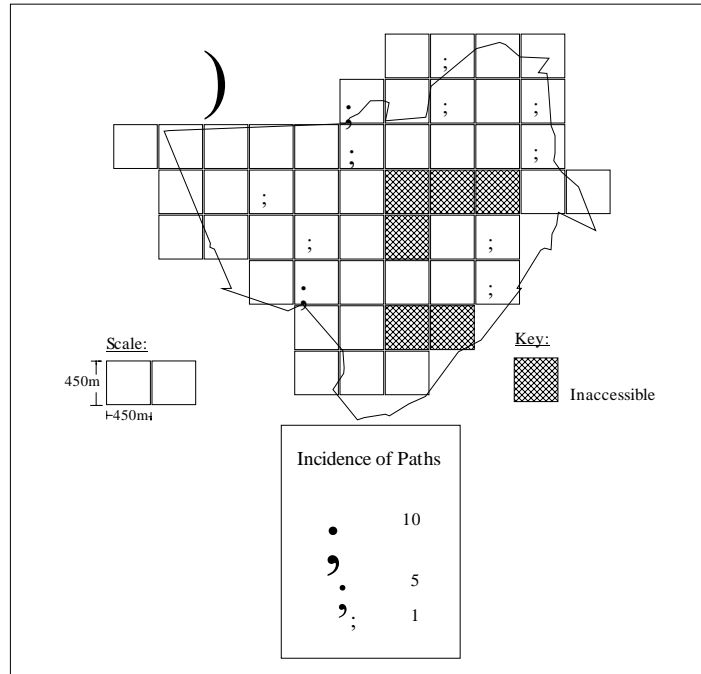 )
;
; ; ;
; ;
;
; ;
; ;
Scale:
450m
450m
Key:
Inaccessible
Incidence of Paths
; 10
; 5
; 1